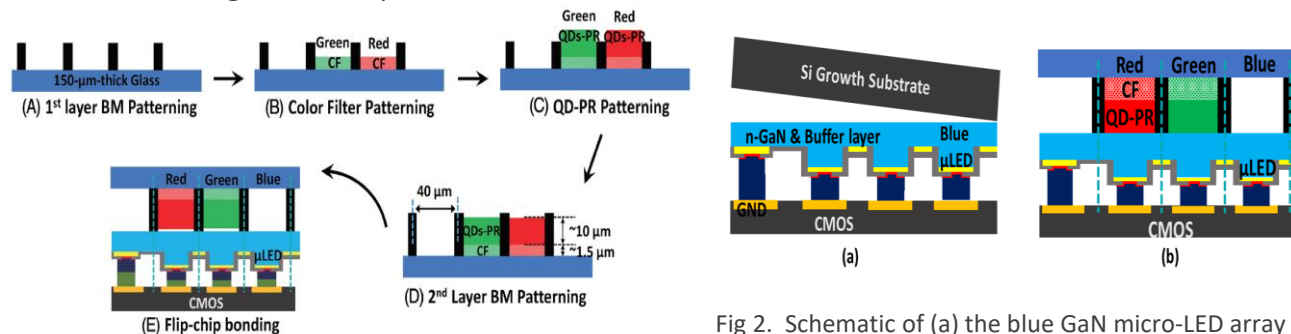 150-µm-thick Glass
(A) 1st layer BM Patterning
Green
Red
CF
CF
(B) Color Filter Patterning
Green
Red
QDs-PR
QDs-PR
(C) QD-PR Patterning
40 µm
QDs-PR
CF
~10 µm
~1.5 µm
(D) 2nd Layer BM Patterning
Red
Green
Blue
µLED
CMOS
(E) Flip-chip bonding
Si Growth Substrate
n-GaN & Buffer layer
Blue
µLED
GND
CMOS
(a)
Red
Green
Blue
CF
QD-PR
µLED
CMOS
(b)
Fig 2. Schematic of (a) the blue GaN micro-LED array